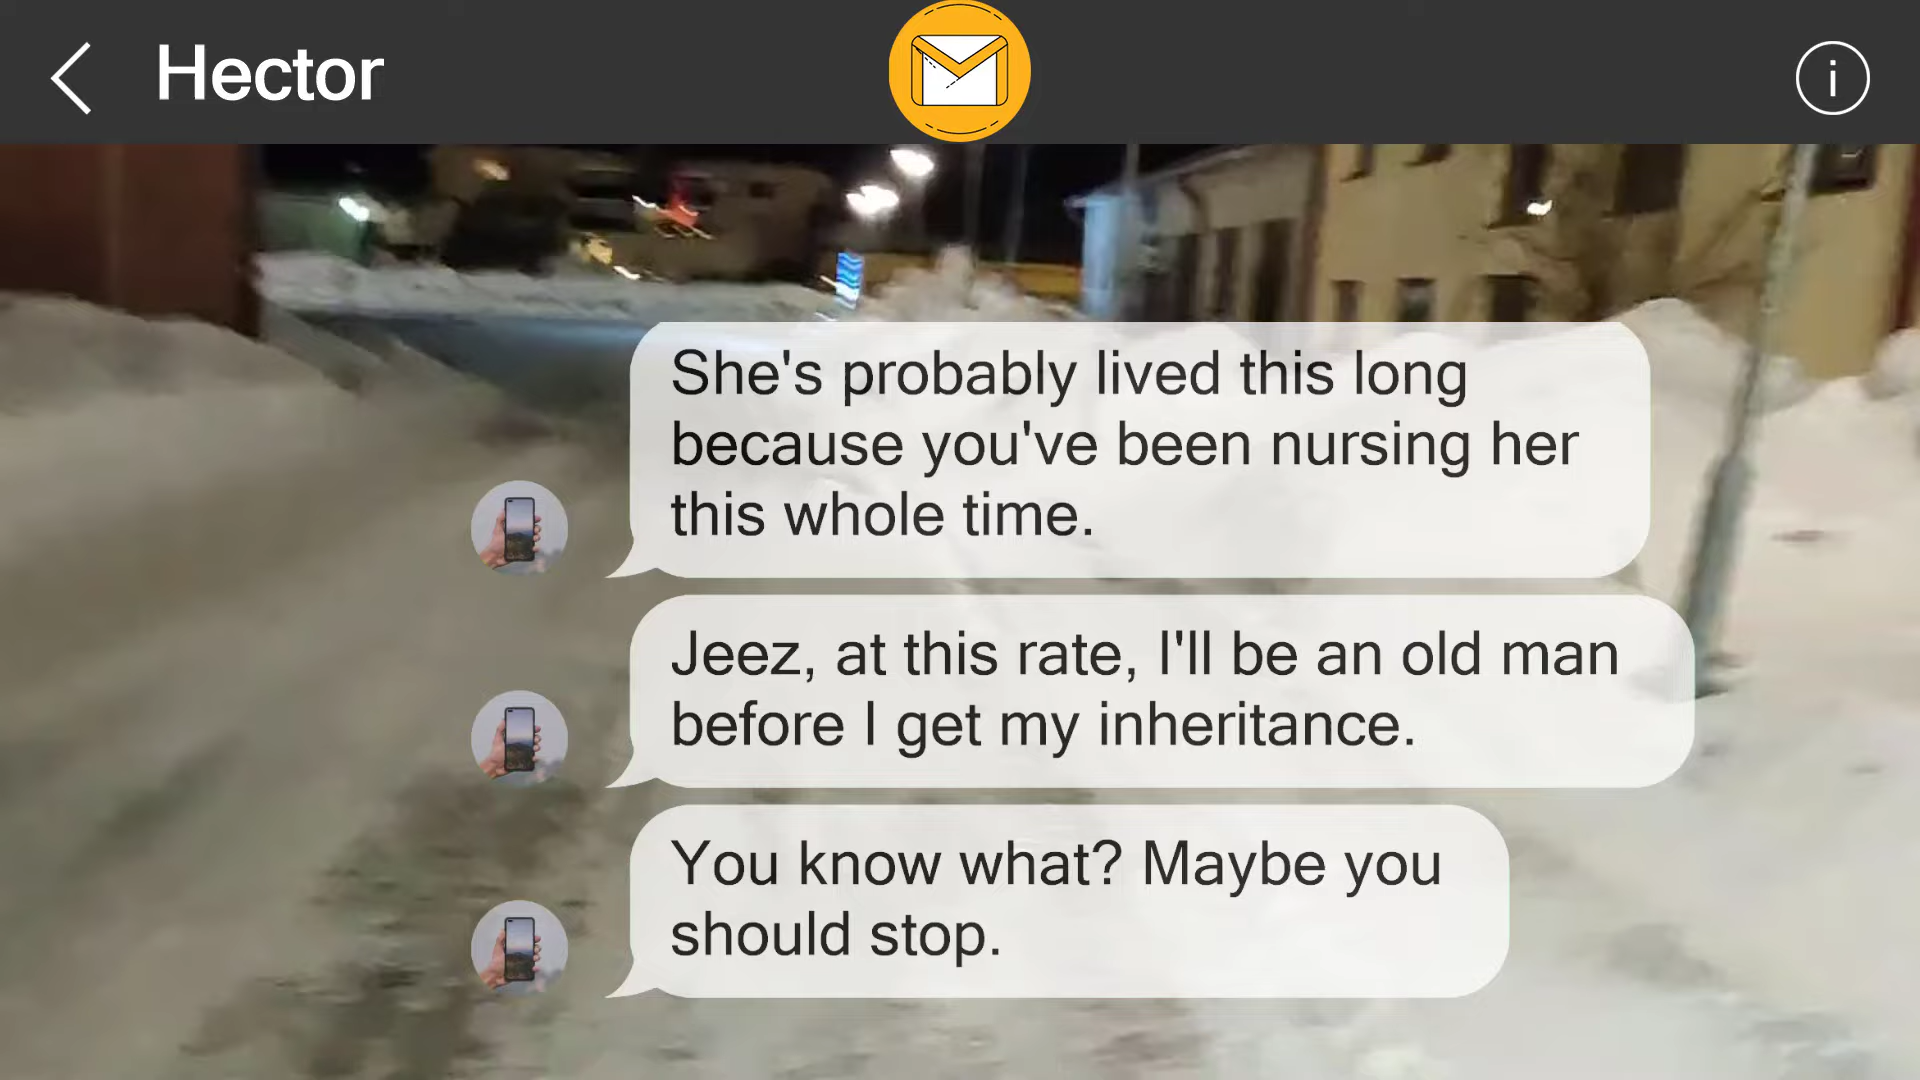 Hector
She's probably lived this long
because you've been nursing her
this whole time.
Jeez, at this rate, I'll be an old man
before I get my inheritance.
You know what? Maybe you
should stop.